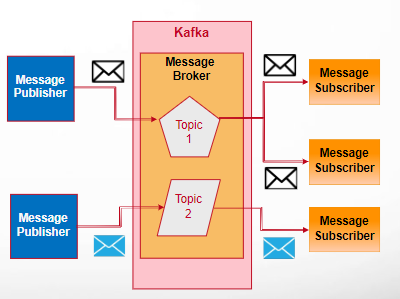 Kafka
Message
Broker
Message
Publisher
Topic
1
Message
Subscriber
Message
Subscriber
Message
Publisher
Topic
2
Message
Subscriber